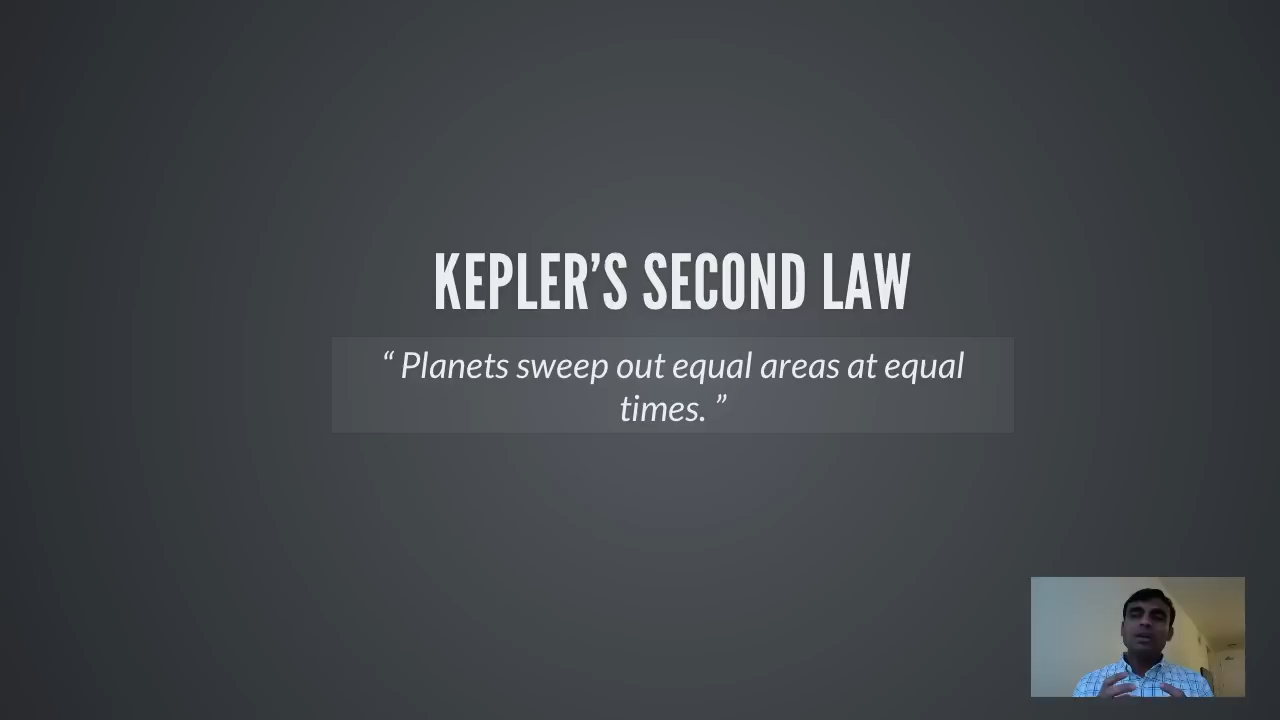 KEPLER’S SECOND LAW
“ Planets sweep out equal areas at equal
times. ”